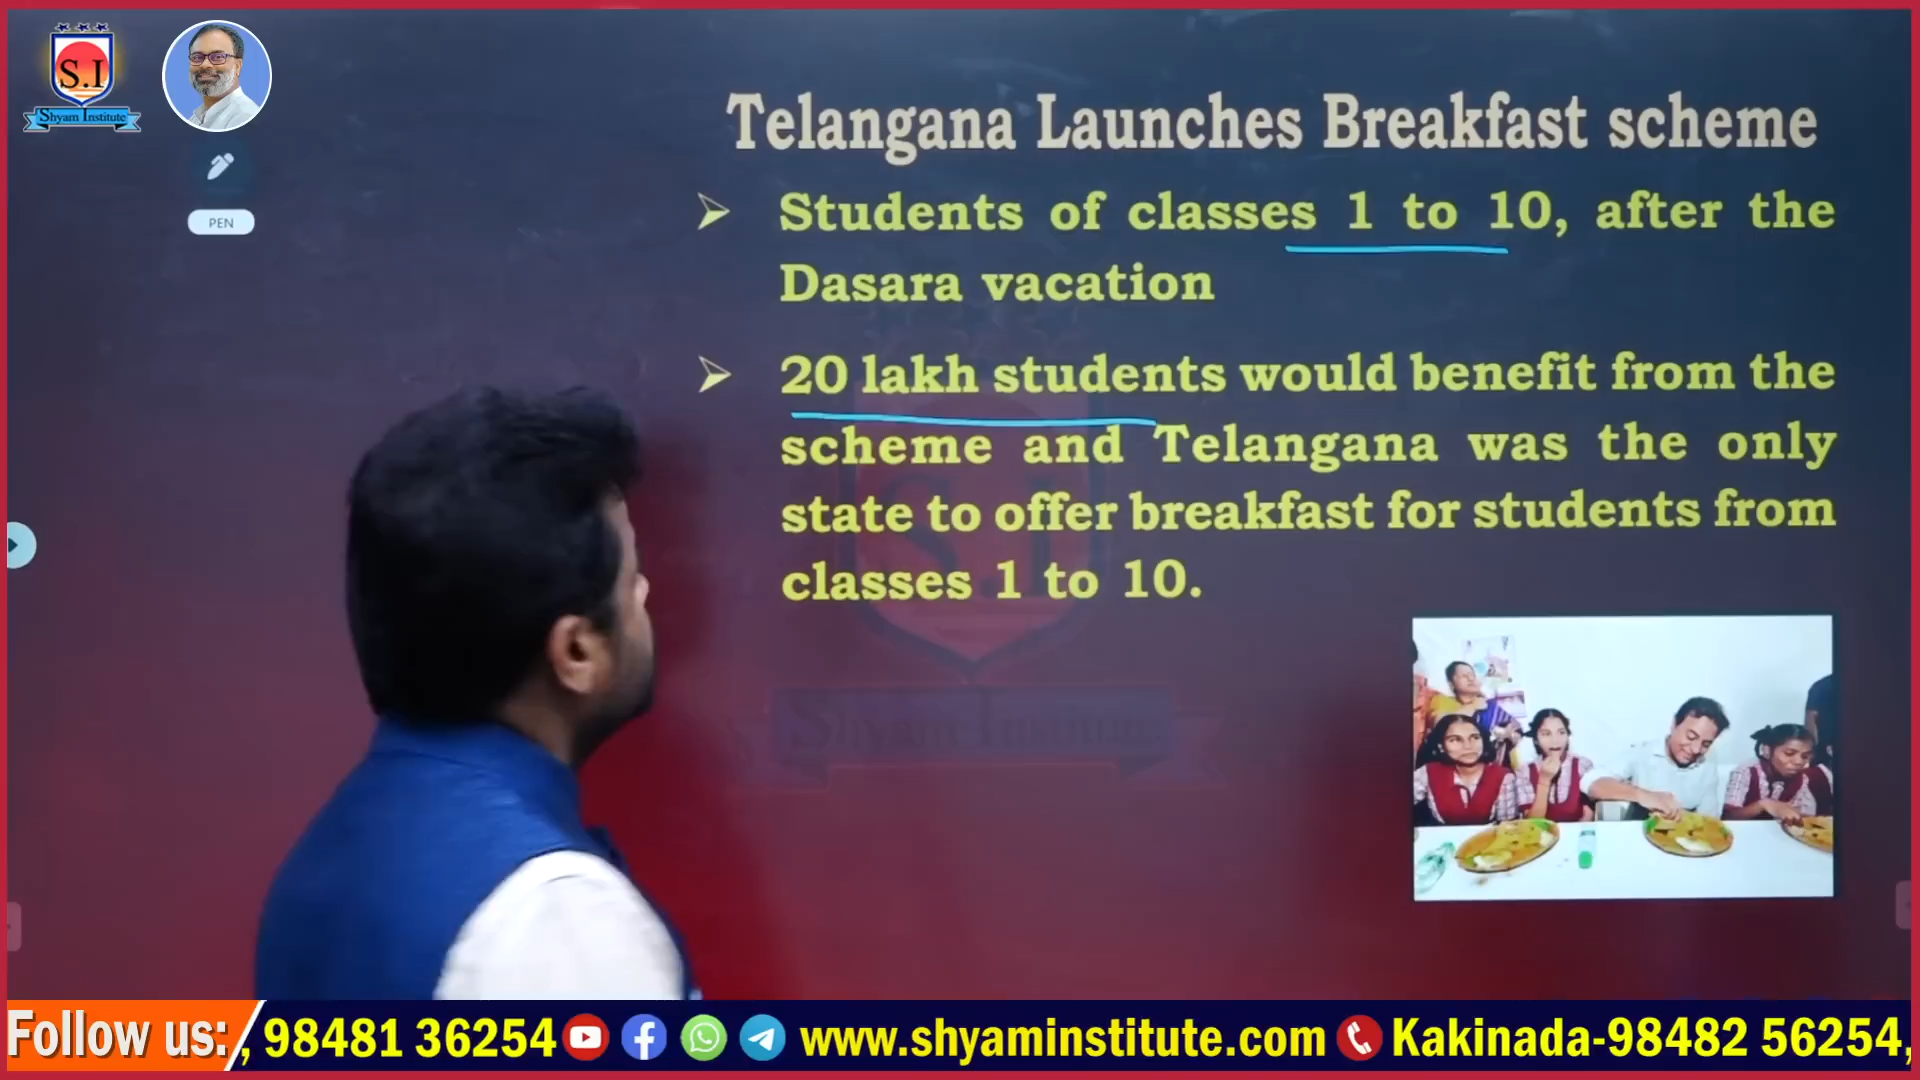 S.I
Shyam Institute
PEN
Telangana Launches Breakfast scheme
Students of classes 1 to 10, after the
Dasara vacation
20 lakh students would benefit from the
scheme and Telangana was the only
state to offer breakfast for students from
classes 1 to 10.
S.I
Shyam Institute
Follow us: , 98481 36254 www.shyaminstitute.com Kakinada-98482 56254,